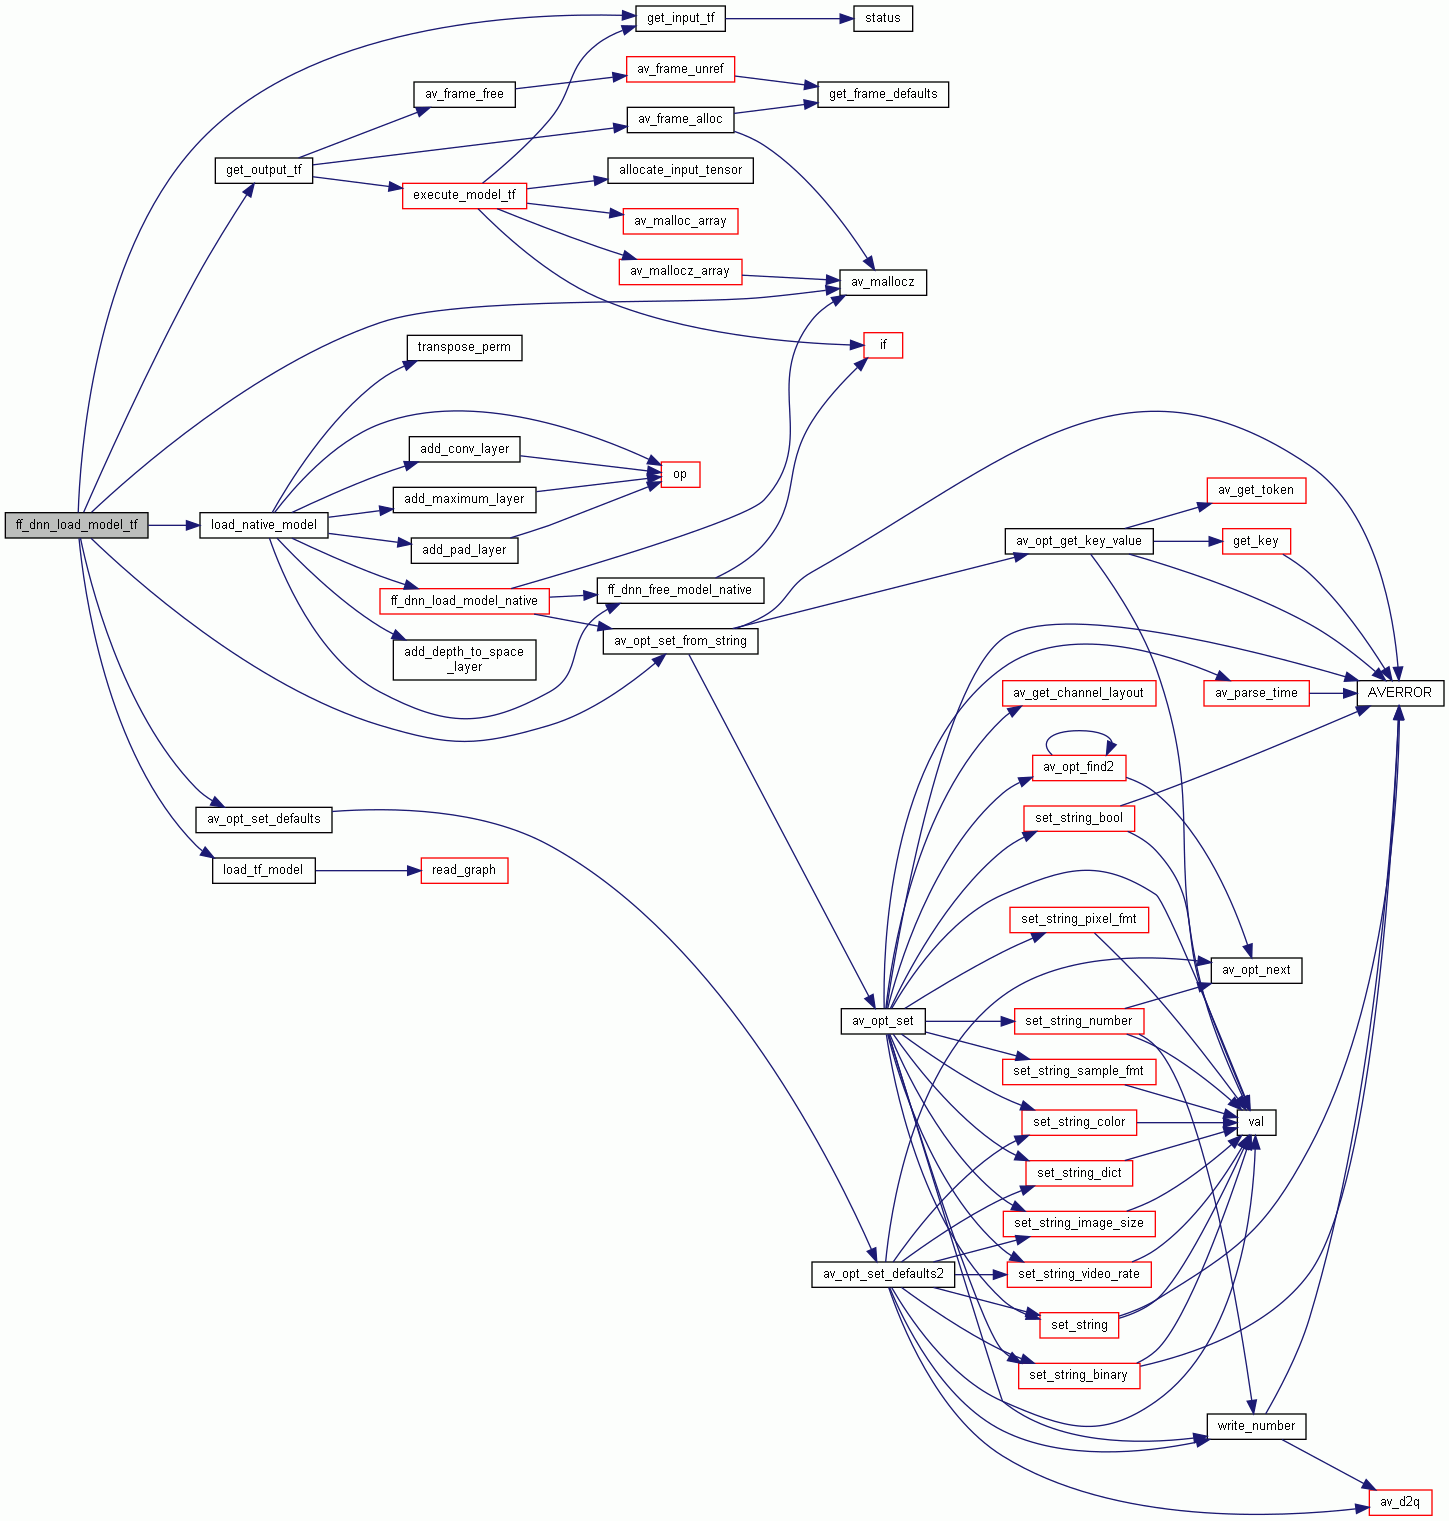 get_input_tf
status
av_frame_unref
av_frame_free
get_frame_defaults
av_frame_alloc
get_output_tf
allocate_input_tensor
execute_model_tf
av_malloc_array
av_mallocz_array
av_mallocz
transpose_perm
if
add_conv_layer
op
av_get_token
add_maximum_layer
ff_dnn_load_model_tf
load_native_model
add_pad_layer
av_opt_get_key_value
get_key
ff_dnn_load_model_native
ff_dnn_free_model_native
av_opt_set_from_string
add_depth_to_space
_layer
av_get_channel_layout
av_parse_time
AVERROR
av_opt_find2
av_opt_set_defaults
set_string_bool
load_tf_model
read_graph
set_string_pixel_fmt
av_opt_next
av_opt_set
set_string_number
set_string_sample_fmt
set_string_color
val
set_string_dict
set_string_image_size
av_opt_set_defaults2
set_string_video_rate
set_string
set_string_binary
write_number
av_d2q